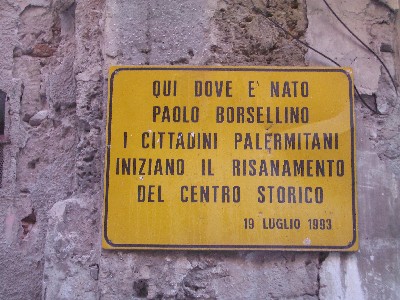 QUI DOVE E' NATO
PAOLO BORSELLINO
I CITTADINI PALERMITANI
INIZIANO IL RISANAMENTO
DEL CENTRO STORICO
19 LUGLIO 1993